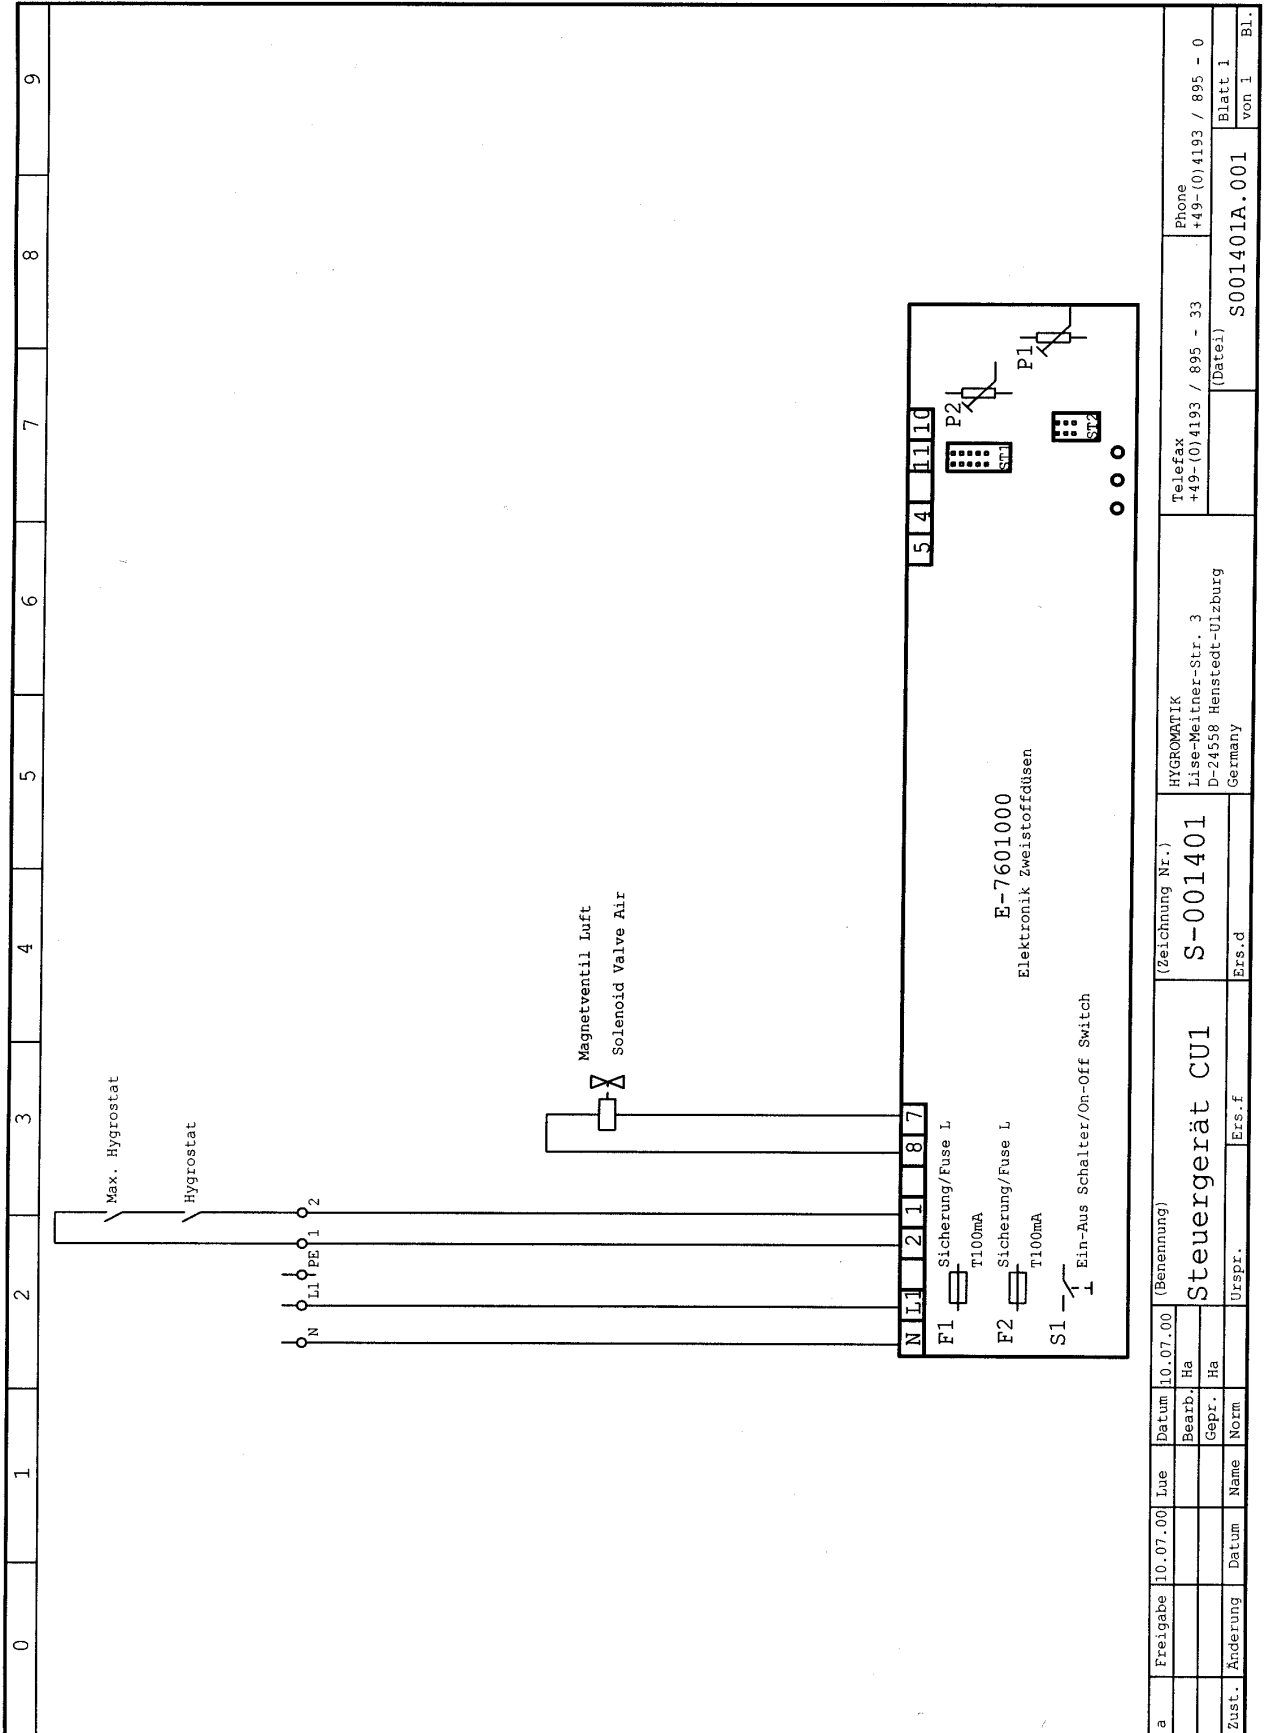 0 1 2 3 4 5 6 7 8 9
Max. Hygrostat
Hygrostat
N L1 PE 1 2
Magnetventil Luft
Solenoid Valve Air
N L1 2 1 8 7 5 4 11 10
F1 Sicherung/Fuse L
T100mA
F2 Sicherung/Fuse L
T100mA
S1 Ein-Aus Schalter/On-Off Switch
E-7601000
Elektronik Zweistoffdüsen
ST1
P2
P1
ST2
a Freigabe 10.07.00 Lue
Zust. Änderung Datum Name
Datum 10.07.00
Bearb. Ha
Gepr. Ha
Norm
(Benennung)
Steuergerät CU1
Urspr. Ers.f Ers.d
(Zeichnung Nr.)
S-001401
HYGROMATIK
Lise-Meitner-Str. 3
D-24558 Henstedt-Ulzburg
Germany
Telefax
+49-(0)4193 / 895 - 33
Phone
+49-(0)4193 / 895 - 0
(Datei)
S001401A.001
Blatt 1
von 1 Bl.